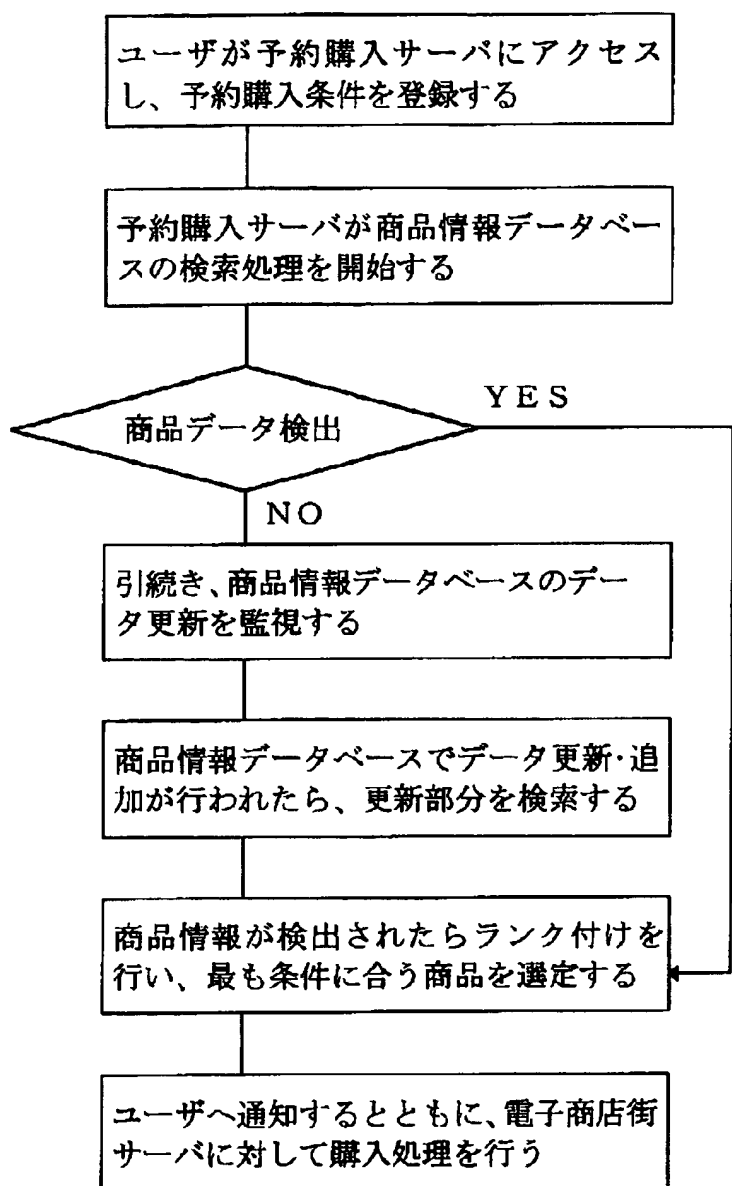 ユーザが予約購入サーバにアクセス
し、予約購入条件を登録する
予約購入サーバが商品情報データベー
スの検索処理を開始する
商品データ検出
YES
NO
引続き、商品情報データベースのデー
タ更新を監視する
商品情報データベースでデータ更新・追
加が行われたら、更新部分を検索する
商品情報が検出されたらランク付けを
行い、最も条件に合う商品を選定する
ユーザへ通知するとともに、電子商店街
サーバに対して購入処理を行う